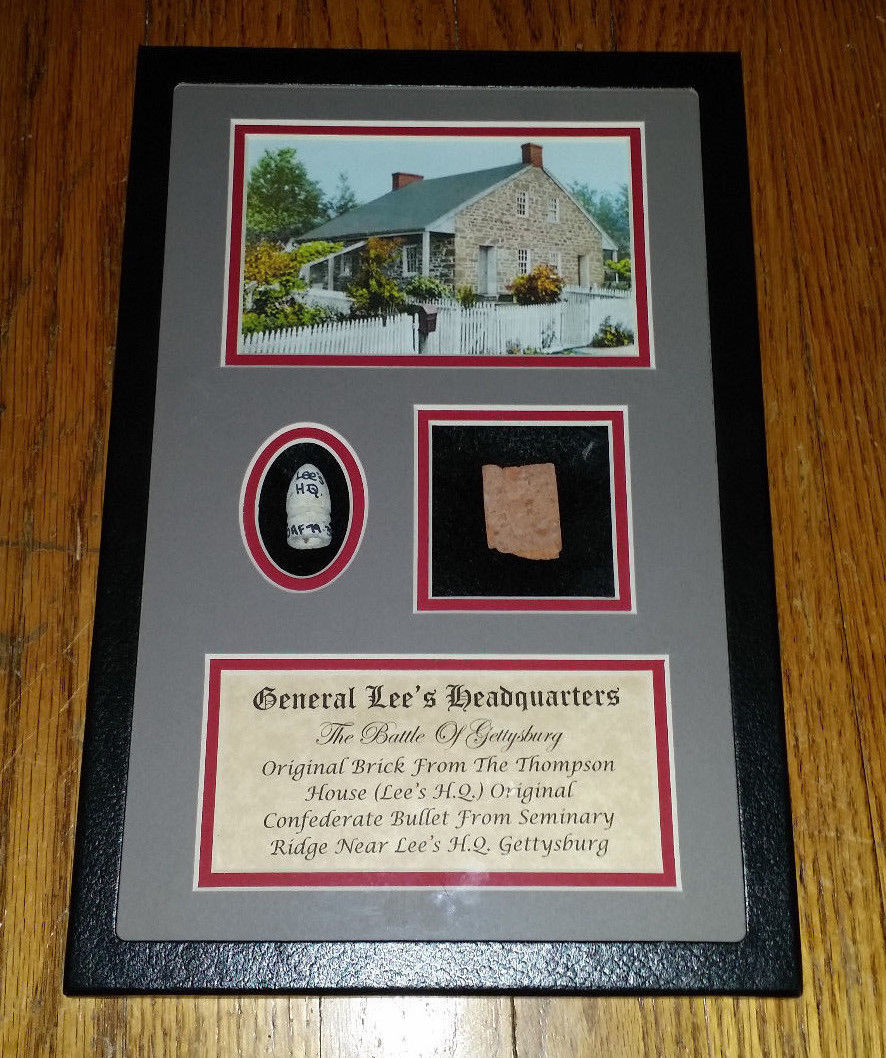 Lee's
H.Q.
General Lee's Headquarters
The Battle Of Gettysburg
Original Brick From The Thompson
House (Lee's H.Q.) Original
Confederate Bullet From Seminary
Ridge Near Lee's H.Q. Gettysburg